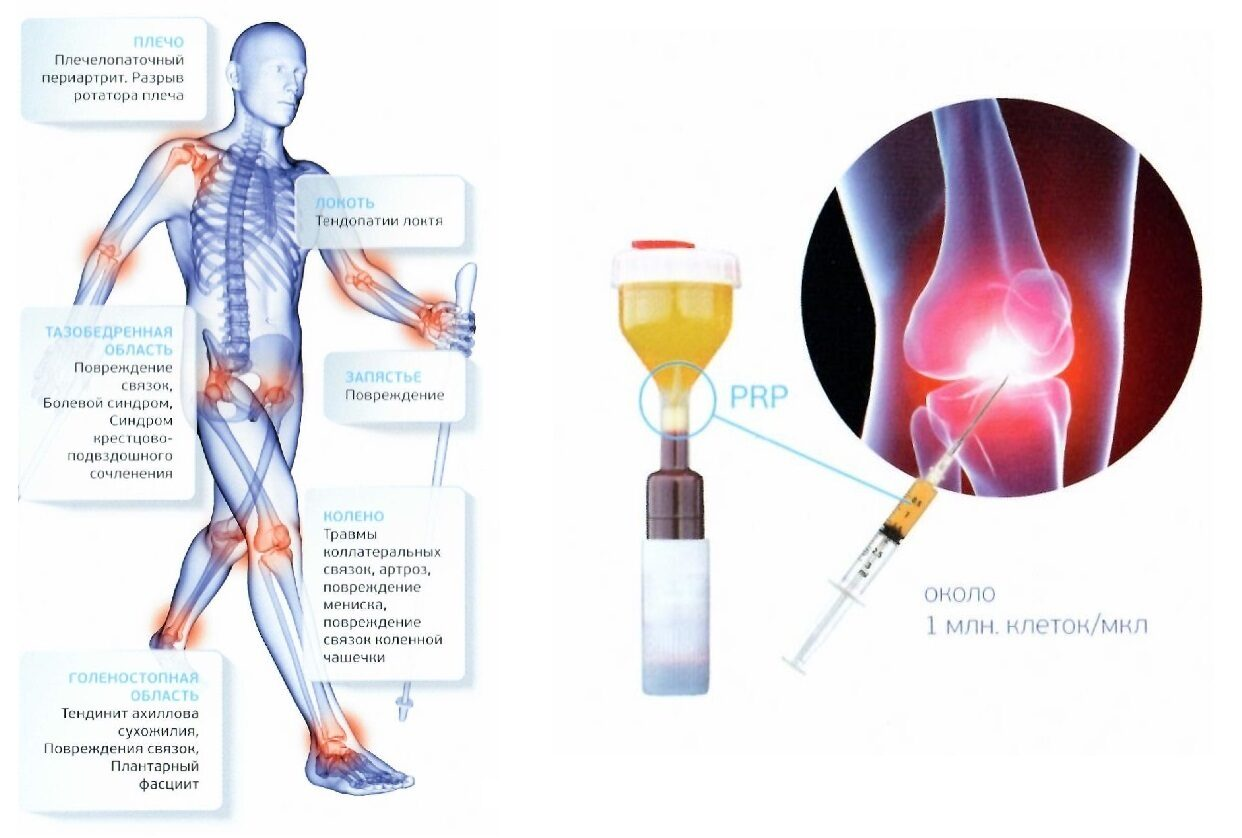 ПЛЕЧО
Плечелопаточный
периартрит. Разрыв
ротатора плеча
ЛОКОТЬ
Тендопатии локтя
ТАЗОБЕДРЕННАЯ
ОБЛАСТЬ
Повреждение
связок,
Болевой синдром,
Синдром
крестцово-
подвздошного
сочленения
ЗАПЯСТЬЕ
Повреждение
КОЛЕНО
Травмы
коллатеральных
связок, артроз,
повреждение
мениска,
повреждение
связок коленной
чашечки
ГОЛЕНОСТОПНАЯ
ОБЛАСТЬ
Тендинит ахиллова
сухожилия,
Повреждения связок,
Плантарный
фасциит
PRP
ОКОЛО
1 МЛН. КЛЕТОК/МКЛ